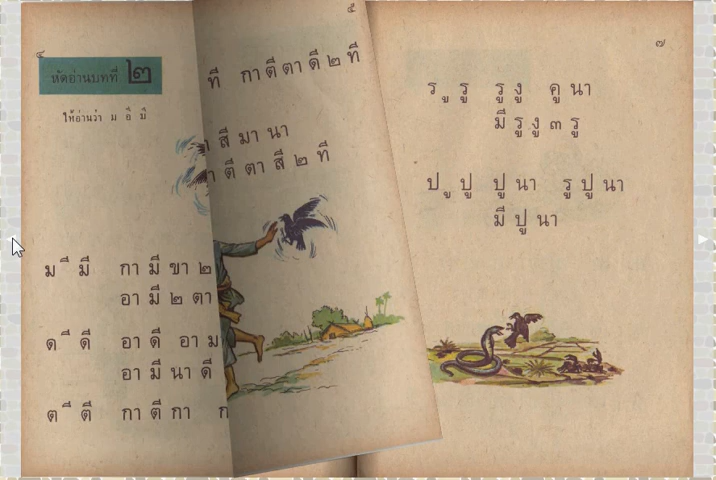 ๔
หัดอ่านบทที่ ๒
ให้อ่านว่า ม อี มี
ม ี มี กา มี ขา ๒
อา มี ๒ ตา
ด ี ดี อา ดี อา ม
อา มี นา ดี
ต ี ตี กา ตี กา
๕
ที กา ตี ตา ดี ๒ ที
สี มา นา
ตี ตา สี ๒ ที
๗
ร ู รู รู งู คู นา
มี รู งู ๓ รู
ป ู ปู ปู นา รู ปู นา
มี ปู นา